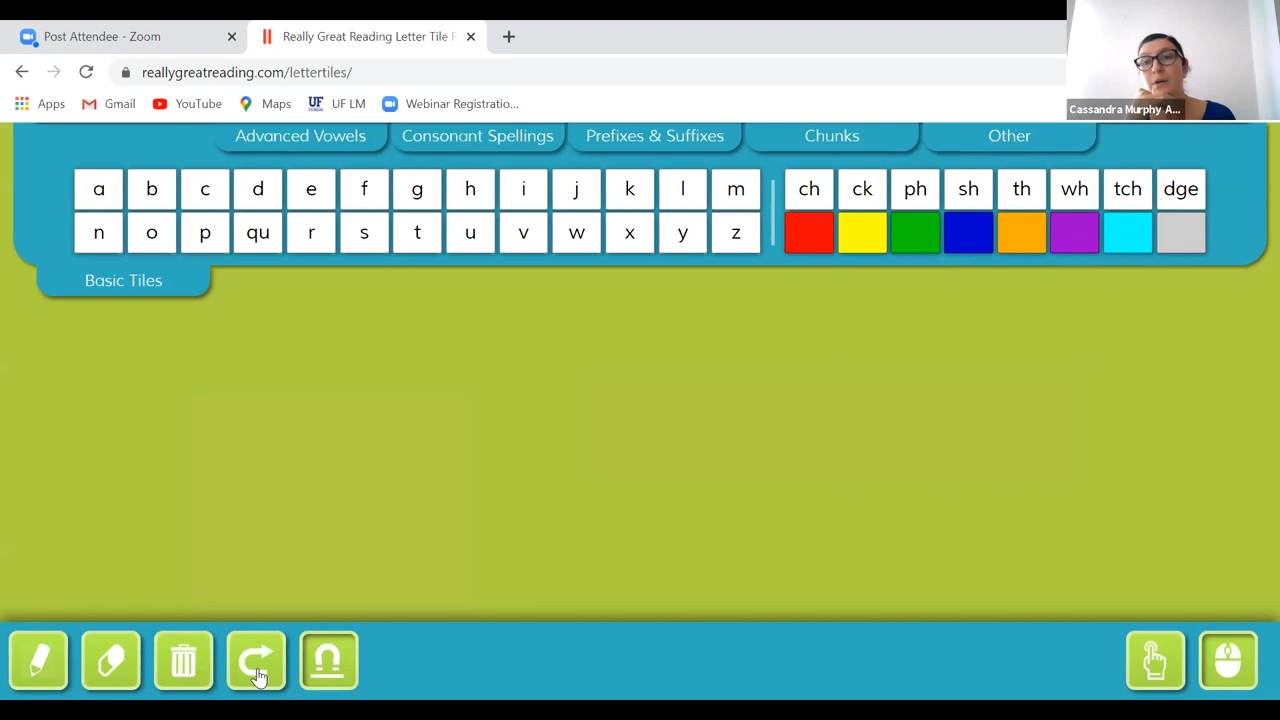 Post Attendee - Zoom
Really Great Reading Letter Tile P
reallygreatreading.com/lettertiles/
Apps Gmail YouTube Maps UF UF LM Webinar Registratio...
Cassandra Murphy A...
Advanced Vowels Consonant Spellings Prefixes & Suffixes Chunks Other
a b c d e f g h i j k l m ch ck ph sh th wh tch dge
n o p qu r s t u v w x y z
Basic Tiles